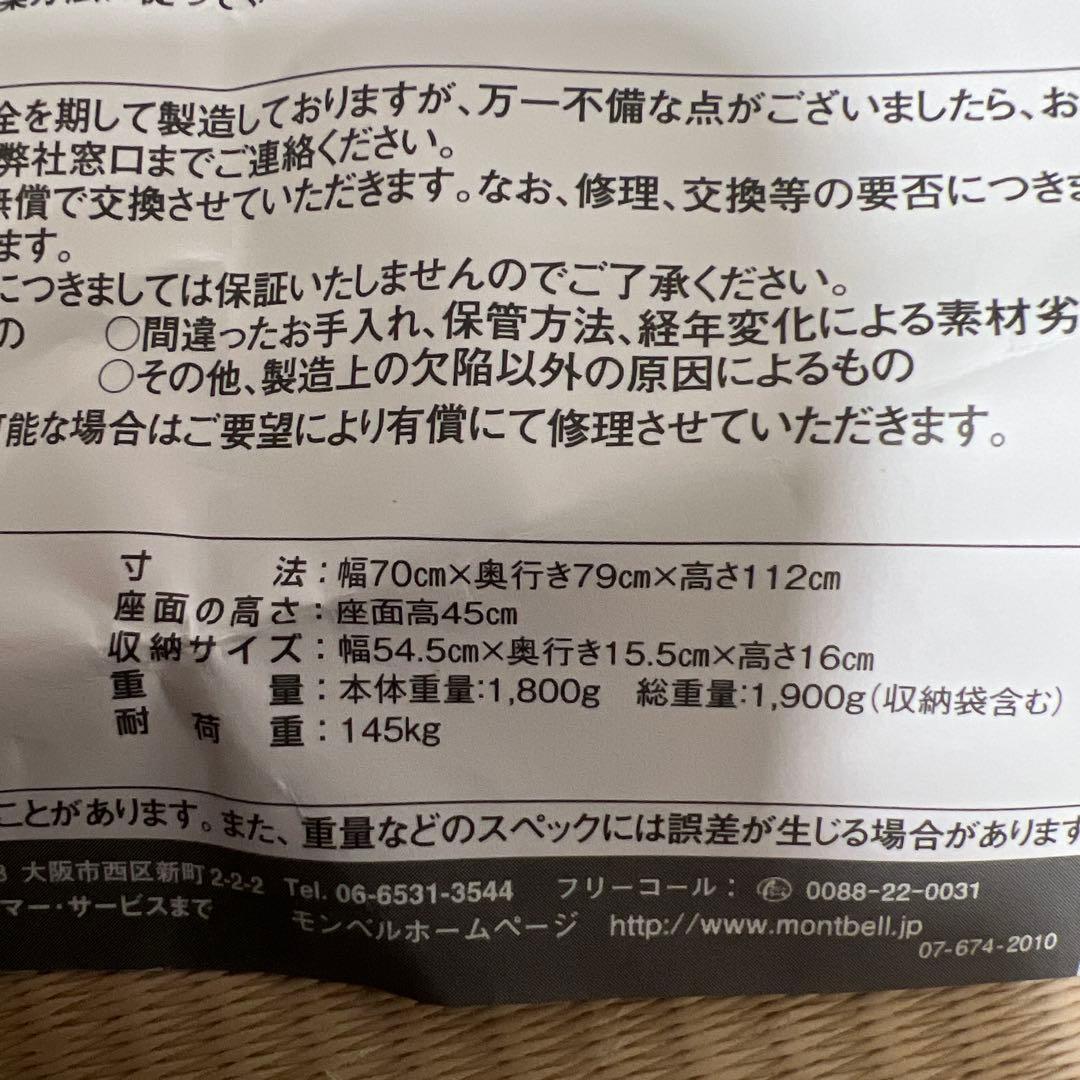 全を期して製造しておりますが、万一不備な点がございましたら、お
弊社窓口までご連絡ください。
無償で交換させていただきます。なお、修理、交換等の要否につきま
ます。
につきましては保証いたしませんのでご了承ください。
の ○間違ったお手入れ、保管方法、経年変化による素材劣
○その他、製造上の欠陥以外の原因によるもの
可能な場合はご要望により有償にて修理させていただきます。
寸 法：幅70cm×奥行き79cm×高さ112cm
座面の高さ：座面高45cm
収納サイズ：幅54.5cm×奥行き15.5cm×高さ16cm
重 量：本体重量:1,800g 総重量:1,900g（収納袋含む）
耐 荷 重：145kg
ことがあります。また、重量などのスペックには誤差が生じる場合があります
大阪市西区新町2-2-2 Tel. 06-6531-3544 フリーコール： 0088-22-0031
マー・サービスまで モンベルホームページ http://www.montbell.jp
07-674-2010